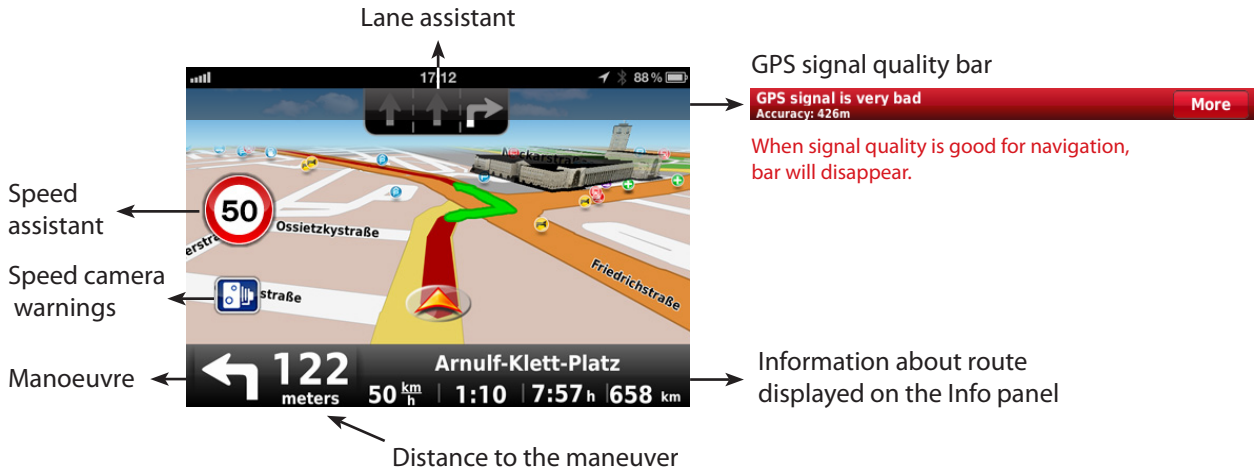 Lane assistant
17:12
88%
GPS signal quality bar
GPS signal is very bad
Accuracy: 426m
More
When signal quality is good for navigation,
bar will disappear.
Speed
assistant
50
Ossietzkystraße
Friedrichstraße
Speed camera
warnings
straße
Manoeuvre
122
meters
Arnulf-Klett-Platz
50 km/h | 1:10 | 7:57 h | 658 km
Information about route
displayed on the Info panel
Distance to the maneuver